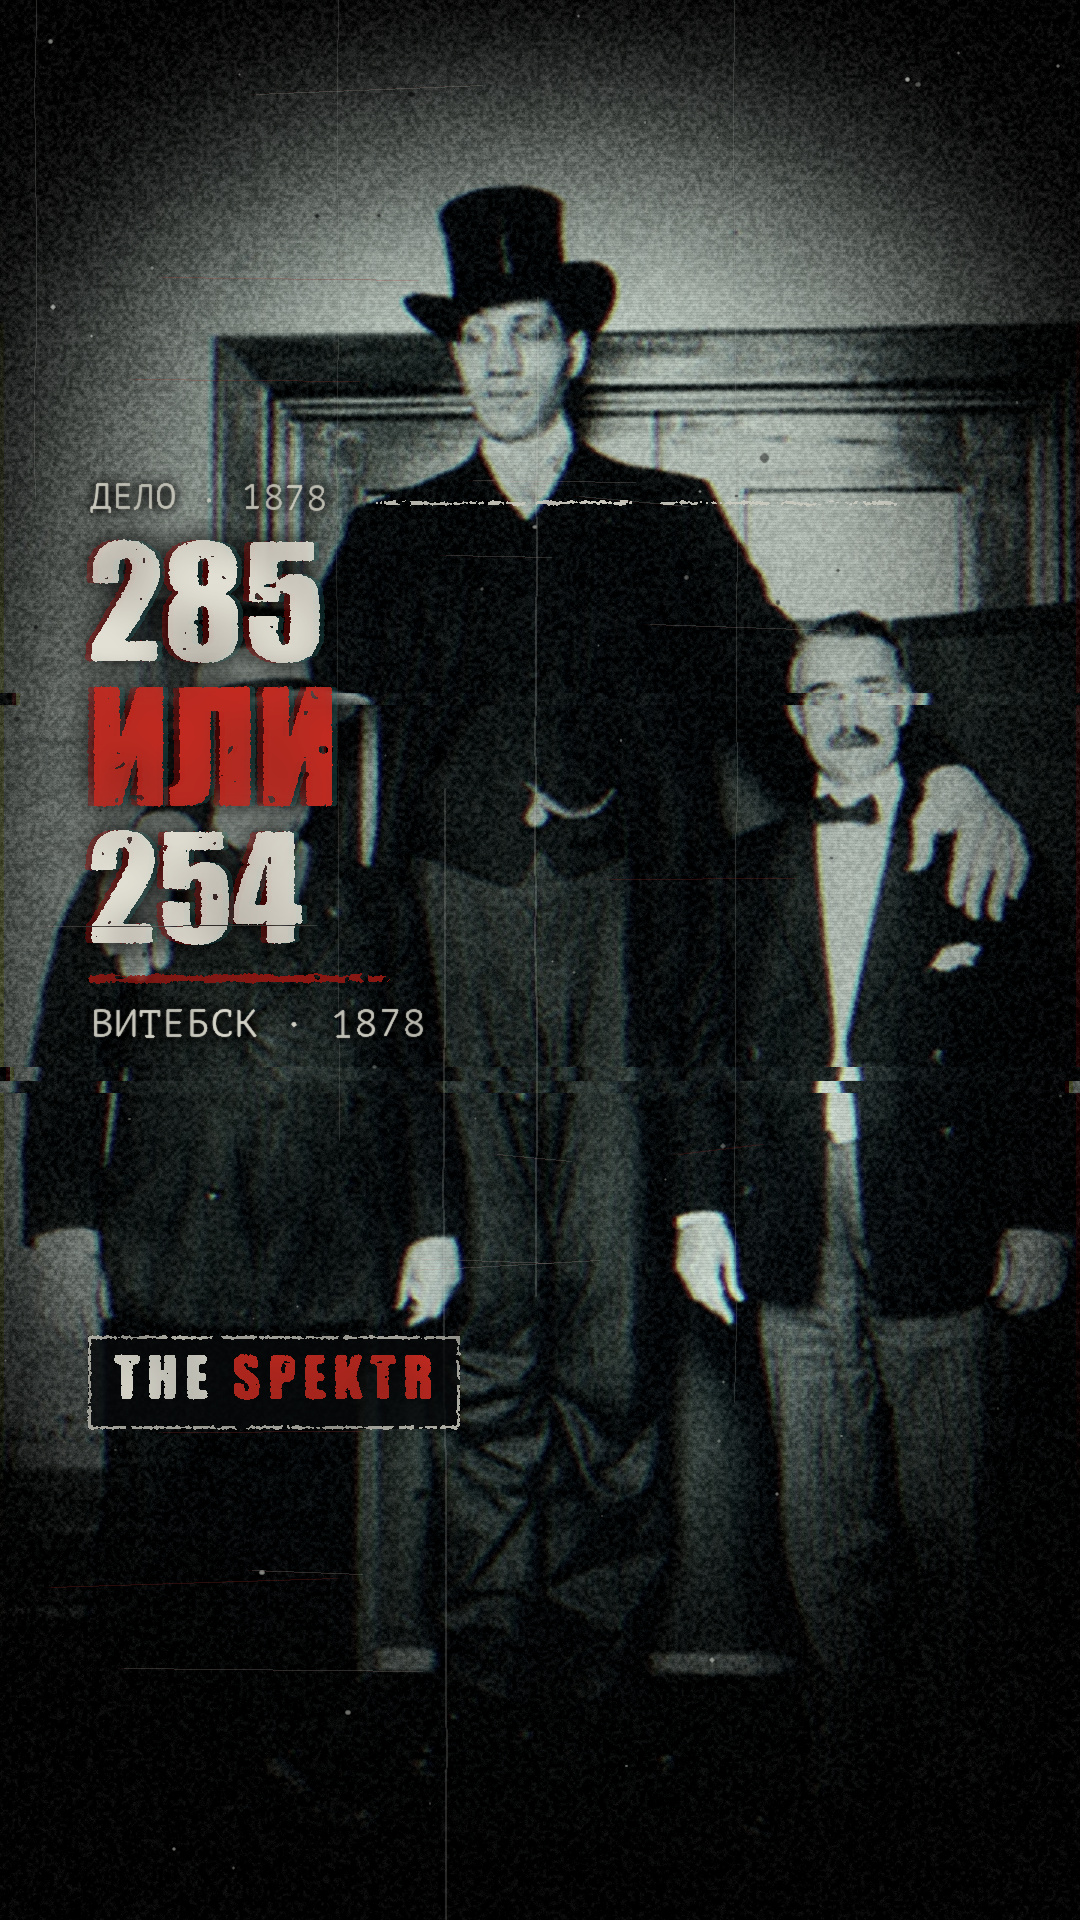 ДЕЛО · 1878
285
ИЛИ
254
ВИТЕБСК · 1878
THE SPEKTR